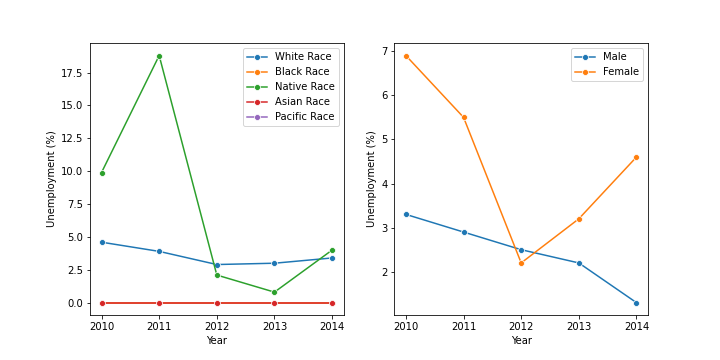 Unemployment (%)
17.5
15.0
12.5
10.0
7.5
5.0
2.5
0.0
2010 2011 2012 2013 2014
Year
White Race
Black Race
Native Race
Asian Race
Pacific Race
Unemployment (%)
7
6
5
4
3
2
2010 2011 2012 2013 2014
Year
Male
Female